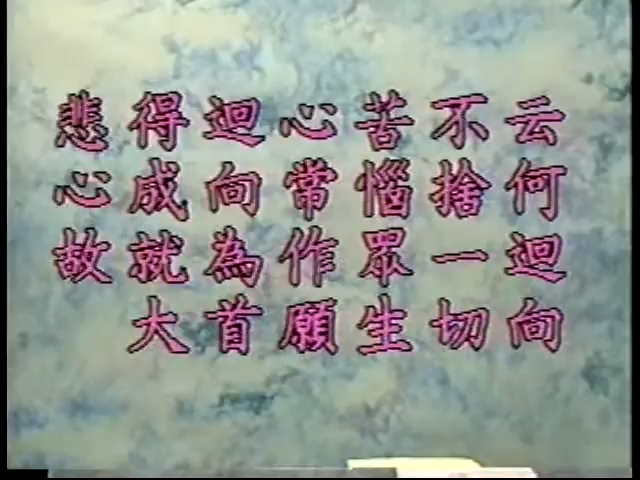 云何迴向
不捨一切
苦惱眾生
心常作願
迴向為首
得成就大
悲心故